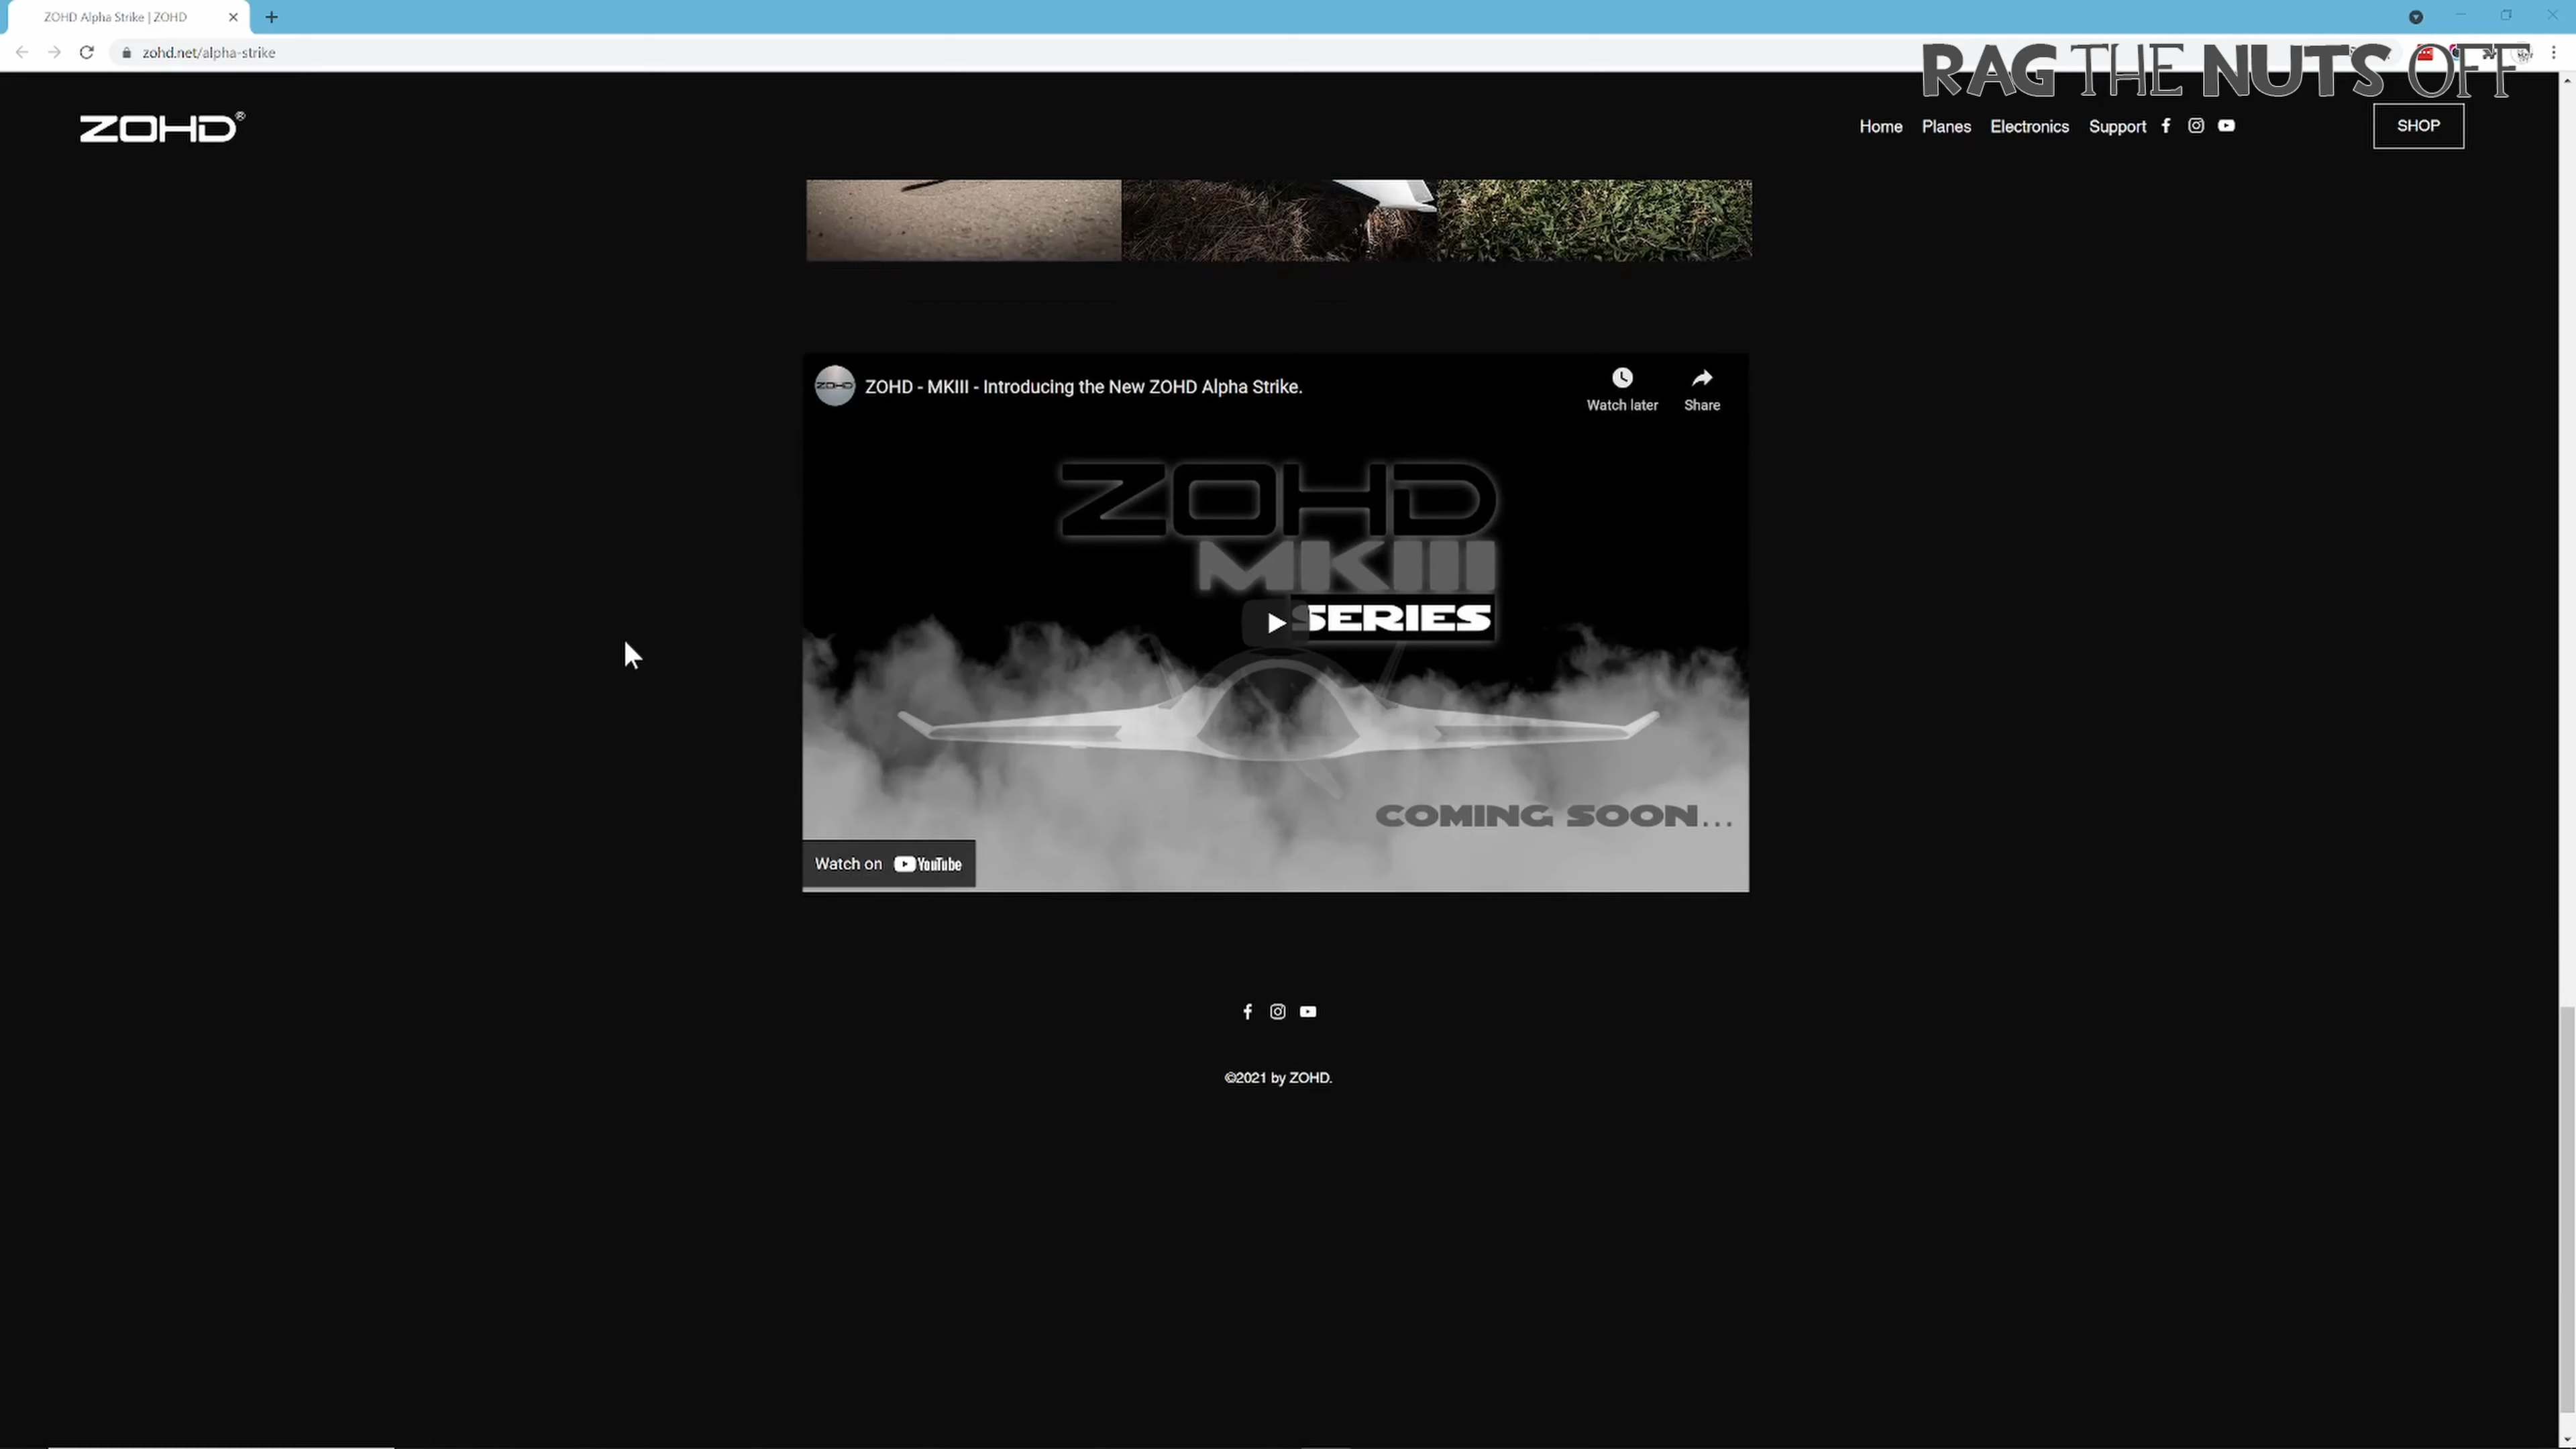 ZOHD Alpha Strike | ZOHD
zohd.net/alpha-strike
RAG THE NUTS OFF
ZOHD®
Home Planes Electronics Support
SHOP
ZOHD
ZOHD - MKIII - Introducing the New ZOHD Alpha Strike.
Watch later
Share
ZOHD
MKIII
SERIES
COMING SOON...
Watch on YouTube
©2021 by ZOHD.